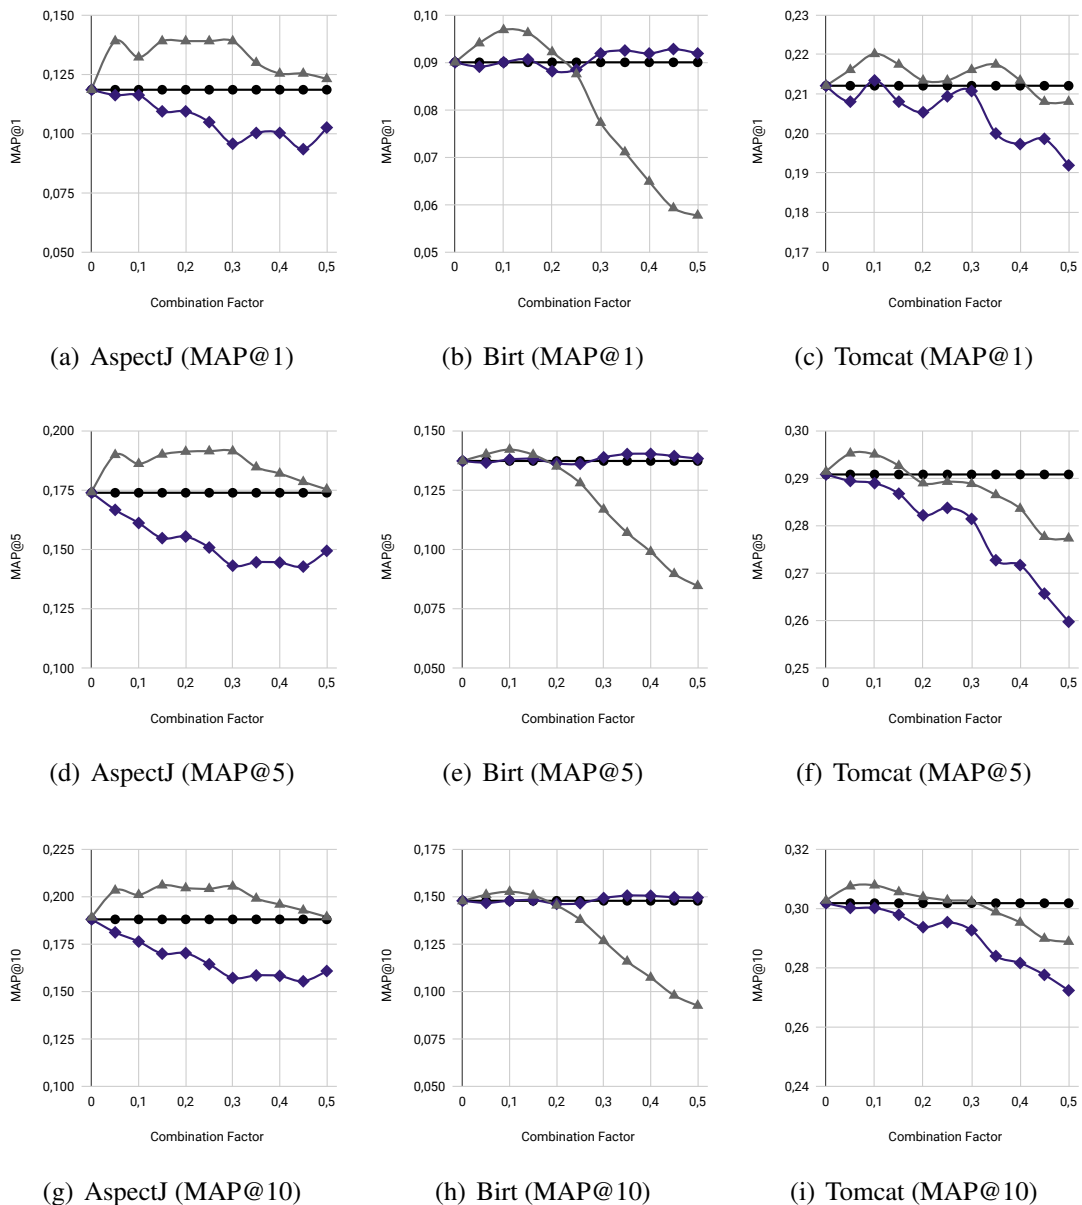 0,150
0,125
0,100
0,075
0,050
MAP@1
0 0,1 0,2 0,3 0,4 0,5
Combination Factor
(a) AspectJ (MAP@1)
0,10
0,09
0,08
0,07
0,06
0,05
MAP@1
0 0,1 0,2 0,3 0,4 0,5
Combination Factor
(b) Birt (MAP@1)
0,23
0,22
0,21
0,20
0,19
0,18
0,17
MAP@1
0 0,1 0,2 0,3 0,4 0,5
Combination Factor
(c) Tomcat (MAP@1)
0,200
0,175
0,150
0,125
0,100
MAP@5
0 0,1 0,2 0,3 0,4 0,5
Combination Factor
(d) AspectJ (MAP@5)
0,150
0,125
0,100
0,075
0,050
MAP@5
0 0,1 0,2 0,3 0,4 0,5
Combination Factor
(e) Birt (MAP@5)
0,30
0,29
0,28
0,27
0,26
0,25
MAP@5
0 0,1 0,2 0,3 0,4 0,5
Combination Factor
(f) Tomcat (MAP@5)
0,225
0,200
0,175
0,150
0,125
0,100
MAP@10
0 0,1 0,2 0,3 0,4 0,5
Combination Factor
(g) AspectJ (MAP@10)
0,175
0,150
0,125
0,100
0,075
0,050
MAP@10
0 0,1 0,2 0,3 0,4 0,5
Combination Factor
(h) Birt (MAP@10)
0,32
0,30
0,28
0,26
0,24
MAP@10
0 0,1 0,2 0,3 0,4 0,5
Combination Factor
(i) Tomcat (MAP@10)